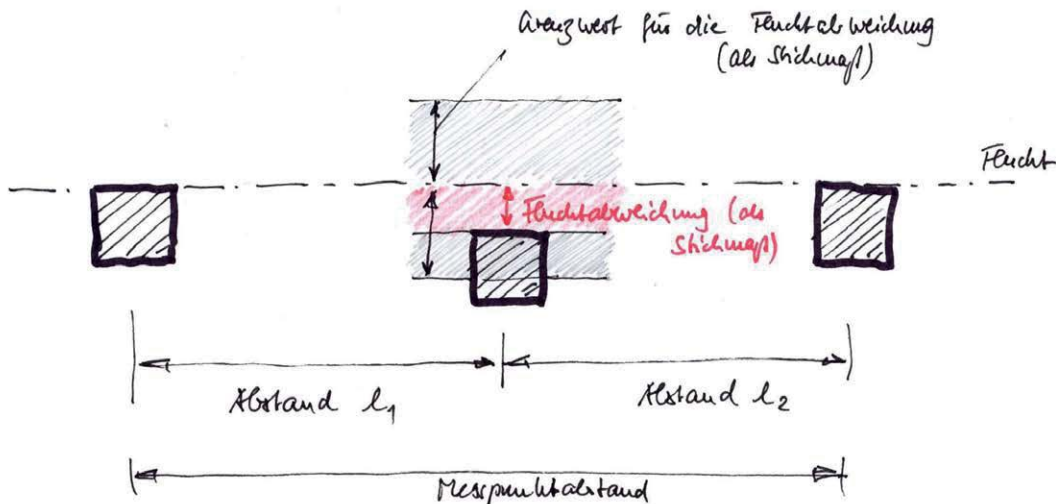 Grenzwert für die Fluchtabweichung
(als Stichmaß)
Flucht
Fluchtabweichung (als
Stichmaß)
Abstand l₁
Abstand l₂
Messpunktabstand